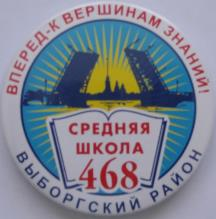 ВПЕРЕД-К ВЕРШИНАМ ЗНАНИЙ!
СРЕДНЯЯ
ШКОЛА
468
ВЫБОРГСКИЙ РАЙОН